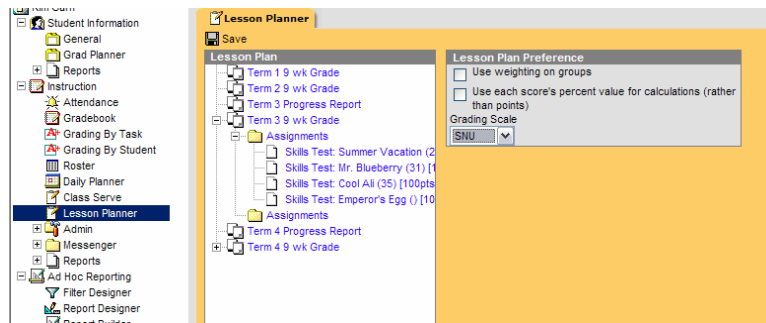 Student Information
General
Grad Planner
Reports
Instruction
Attendance
Gradebook
Grading By Task
Grading By Student
Roster
Daily Planner
Class Serve
Lesson Planner
Admin
Messenger
Reports
Ad Hoc Reporting
Filter Designer
Report Designer
Lesson Planner
Save
Lesson Plan
Term 1 9 wk Grade
Term 2 9 wk Grade
Term 3 Progress Report
Term 3 9 wk Grade
Assignments
Skills Test: Summer Vacation (2
Skills Test: Mr. Blueberry (31) [1
Skills Test: Cool Ali (35) [100pts
Skills Test: Emperor's Egg () [10
Assignments
Term 4 Progress Report
Term 4 9 wk Grade
Lesson Plan Preference
Use weighting on groups
Use each score's percent value for calculations (rather
than points)
Grading Scale
SNU